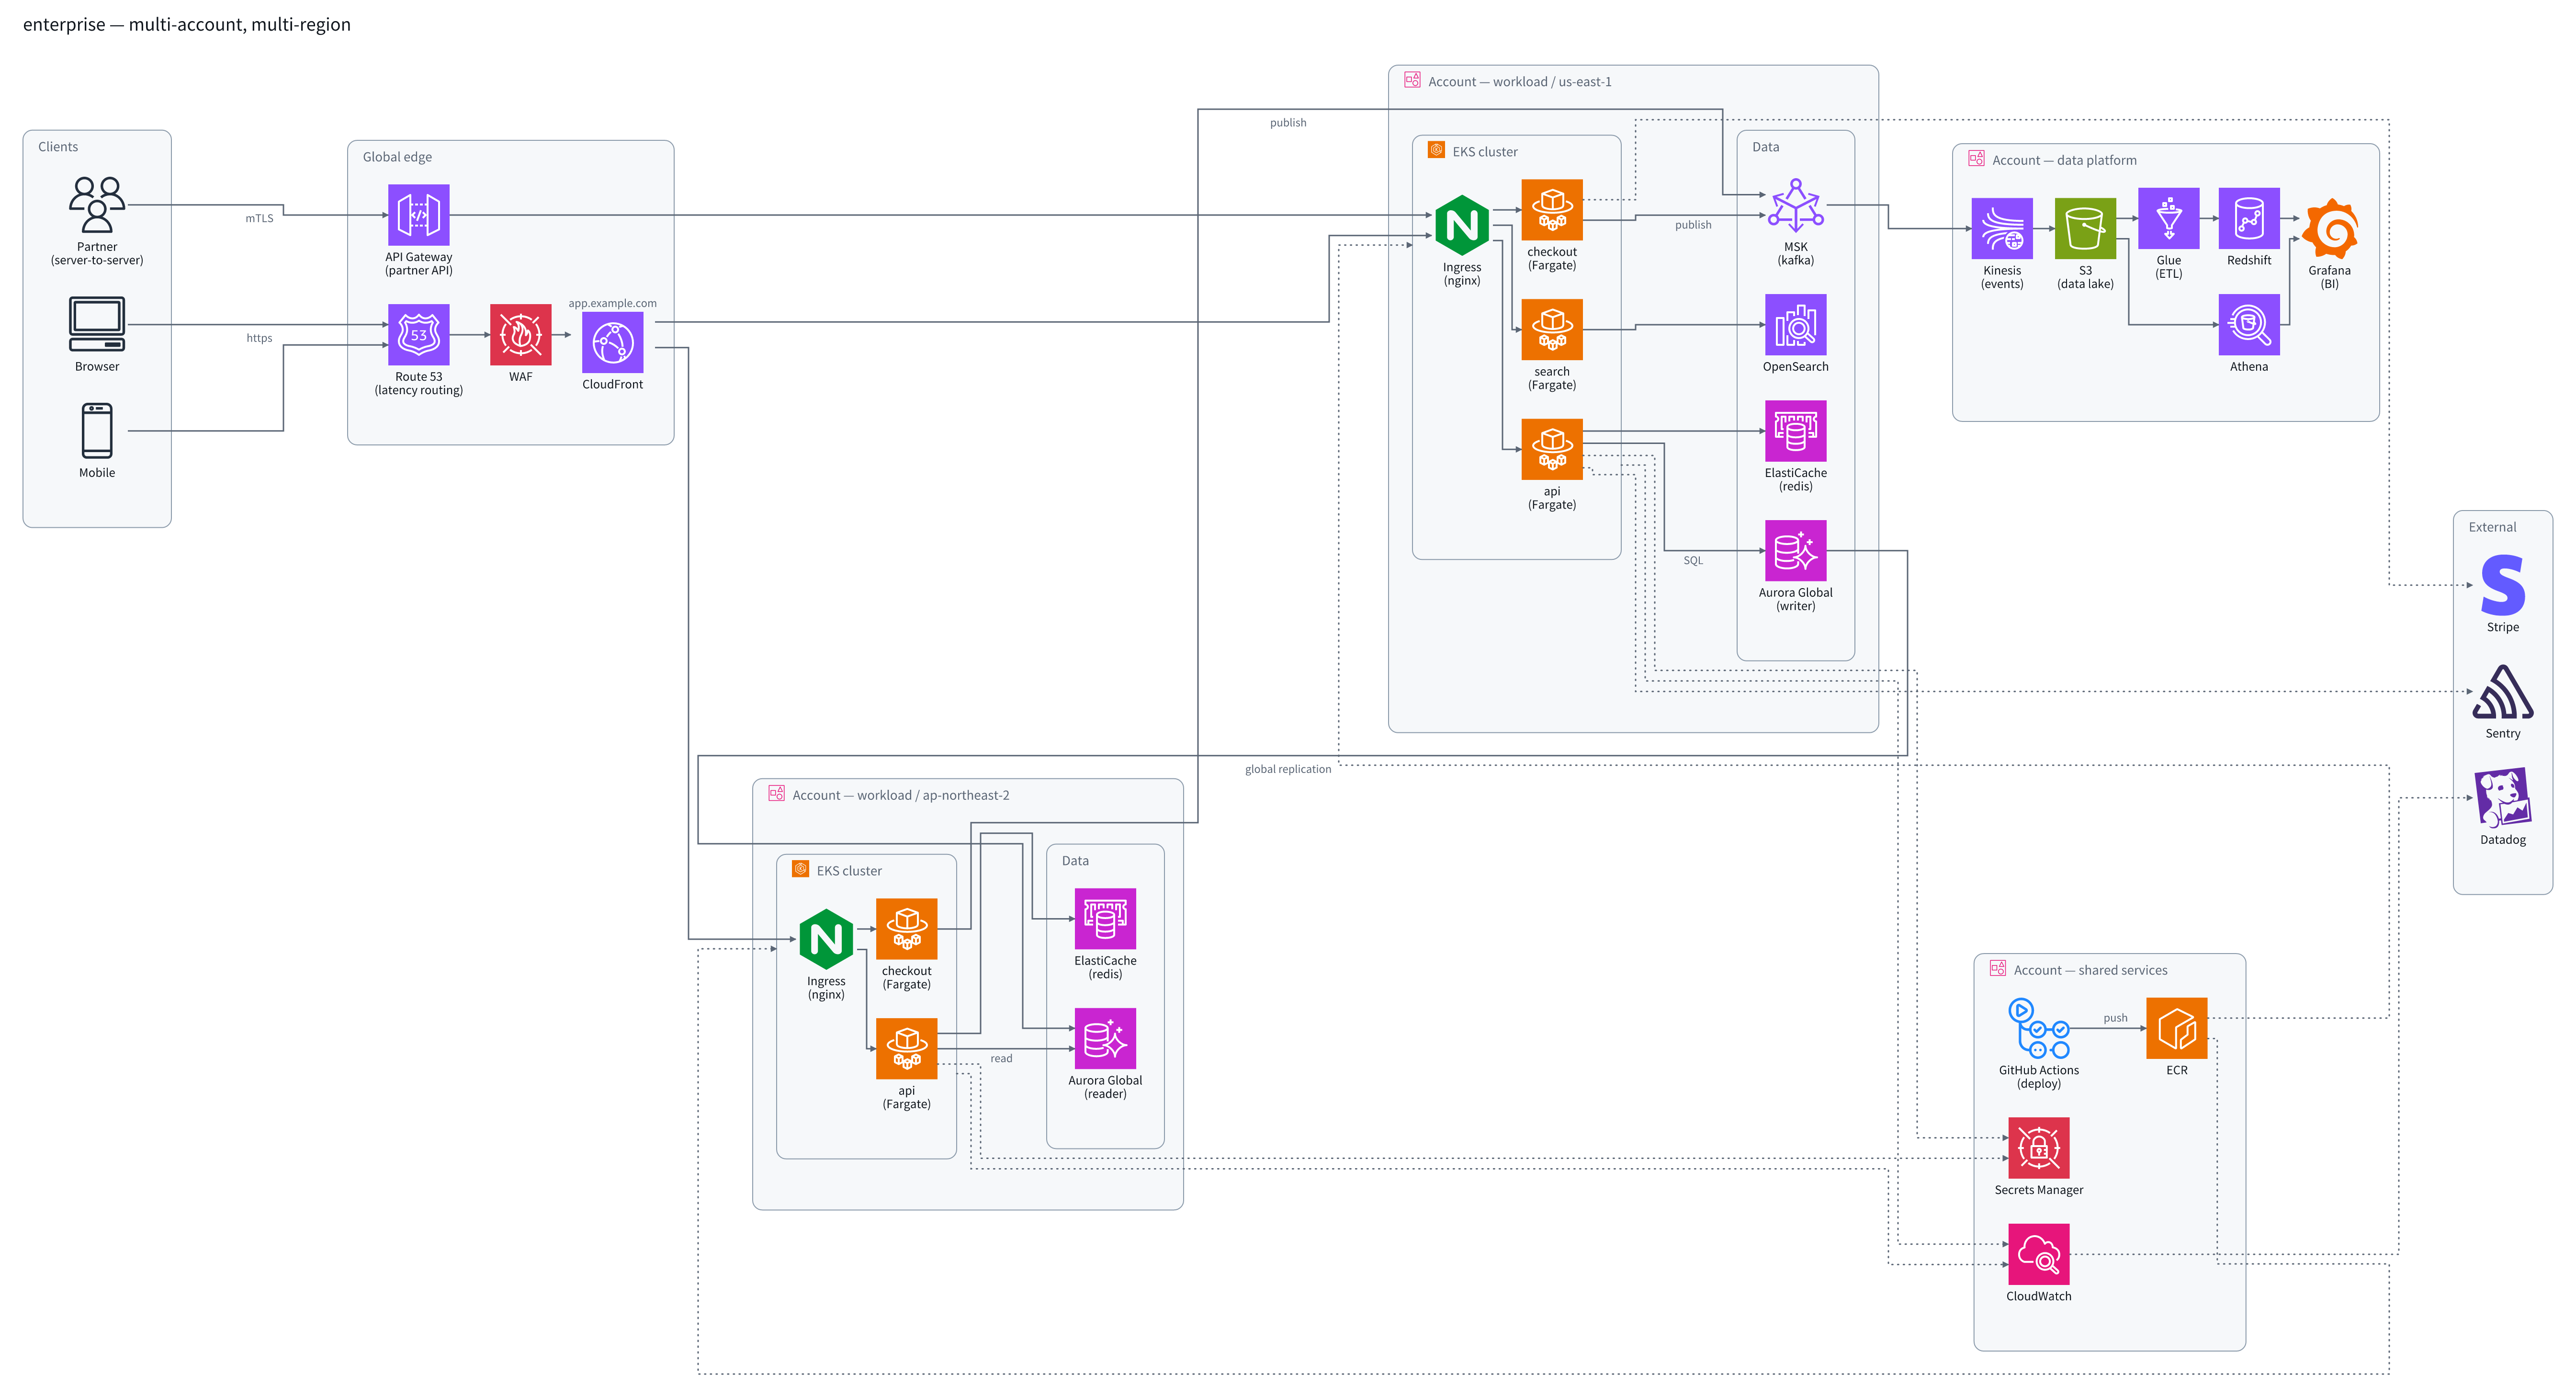 enterprise — multi-account, multi-region
Clients
Partner
(server-to-server)
Browser
Mobile
mTLS
https
Global edge
API Gateway
(partner API)
53
Route 53
(latency routing)
WAF
app.example.com
CloudFront
publish
Account — workload / us-east-1
EKS cluster
N
Ingress
(nginx)
checkout
(Fargate)
search
(Fargate)
api
(Fargate)
publish
SQL
Data
MSK
(kafka)
OpenSearch
ElastiCache
(redis)
Aurora Global
(writer)
Account — data platform
Kinesis
(events)
S3
(data lake)
Glue
(ETL)
Redshift
Athena
Grafana
(BI)
External
S
Stripe
Sentry
Datadog
global replication
Account — workload / ap-northeast-2
EKS cluster
N
Ingress
(nginx)
checkout
(Fargate)
api
(Fargate)
read
Data
ElastiCache
(redis)
Aurora Global
(reader)
Account — shared services
GitHub Actions
(deploy)
push
ECR
Secrets Manager
CloudWatch